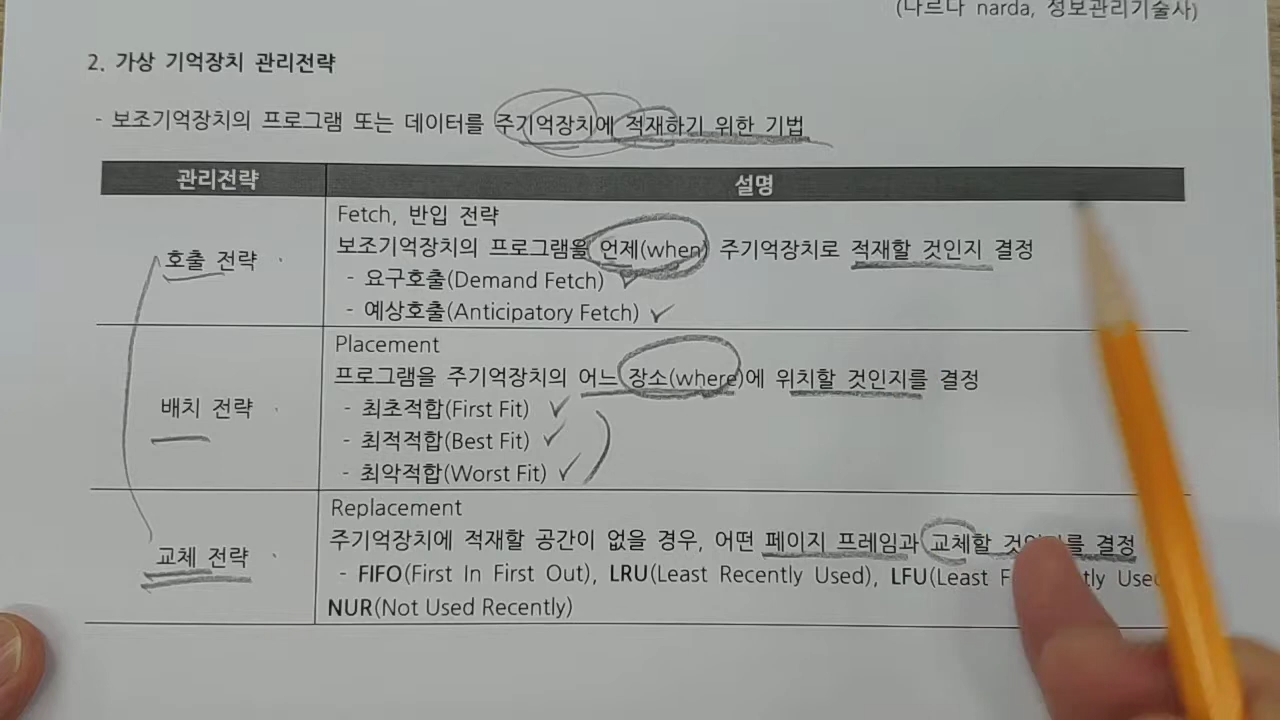 (나르다 narda, 정보관리기술사)
2. 가상 기억장치 관리전략
- 보조기억장치의 프로그램 또는 데이터를 주기억장치에 적재하기 위한 기법
관리전략 설명
호출 전략
Fetch, 반입 전략
보조기억장치의 프로그램을 언제(when) 주기억장치로 적재할 것인지 결정
- 요구호출(Demand Fetch)
- 예상호출(Anticipatory Fetch)
배치 전략
Placement
프로그램을 주기억장치의 어느 장소(where)에 위치할 것인지를 결정
- 최초적합(First Fit)
- 최적적합(Best Fit)
- 최악적합(Worst Fit)
교체 전략
Replacement
주기억장치에 적재할 공간이 없을 경우, 어떤 페이지 프레임과 교체할 결정
- FIFO(First In First Out), LRU(Least Recently Used), LFU(Least
NUR(Not Used Recently)